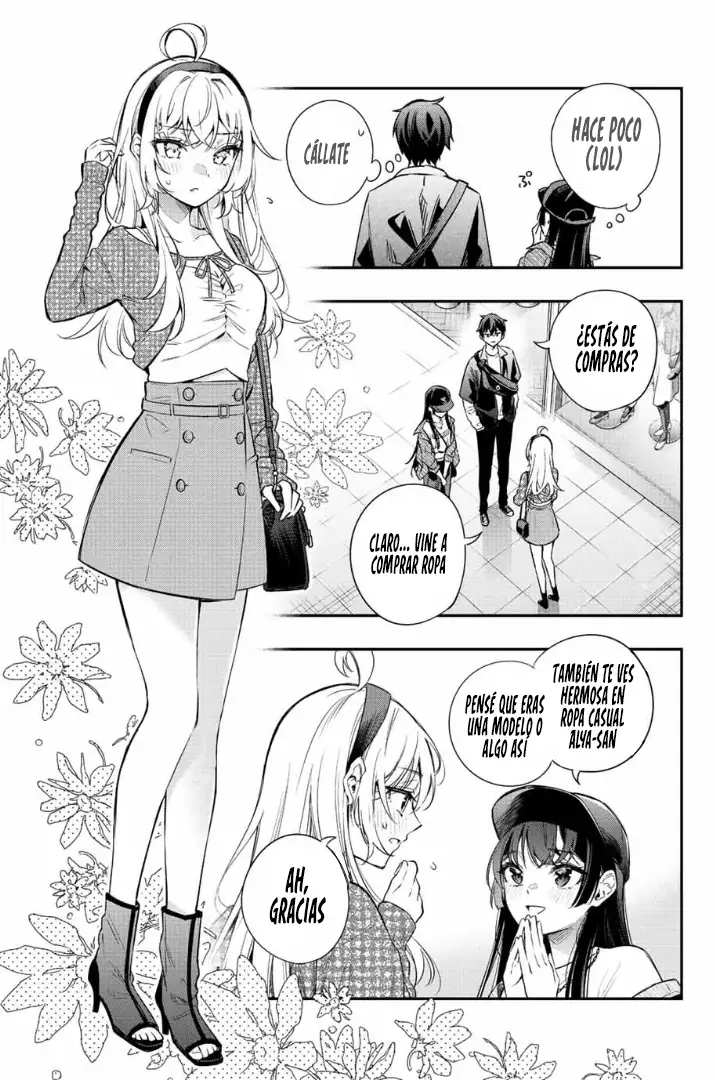 HACE POCO
(LOL)
CÁLLATE
ぷ
¿ESTÁS DE
COMPRAS?
CLARO... VINE A
COMPRAR ROPA
TAMBIÉN TE VES
HERMOSA EN
ROPA CASUAL
ALYA-SAN
PENSÉ QUE ERAS
UNA MODELO O
ALGO ASÍ
AH,
GRACIAS